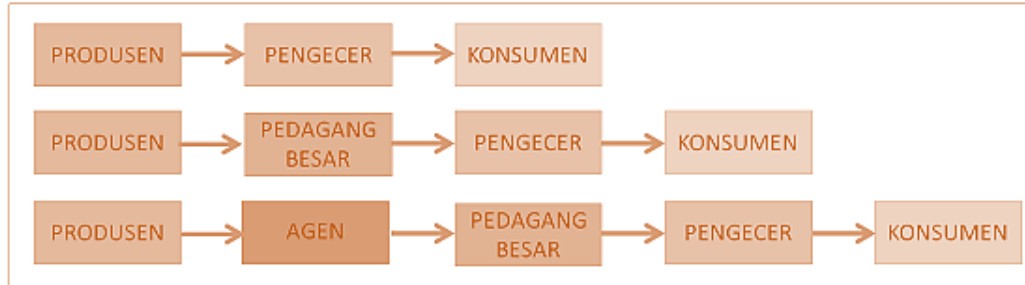 PRODUSEN PENGECER KONSUMEN
PRODUSEN PEDAGANG BESAR PENGECER KONSUMEN
PRODUSEN AGEN PEDAGANG BESAR PENGECER KONSUMEN